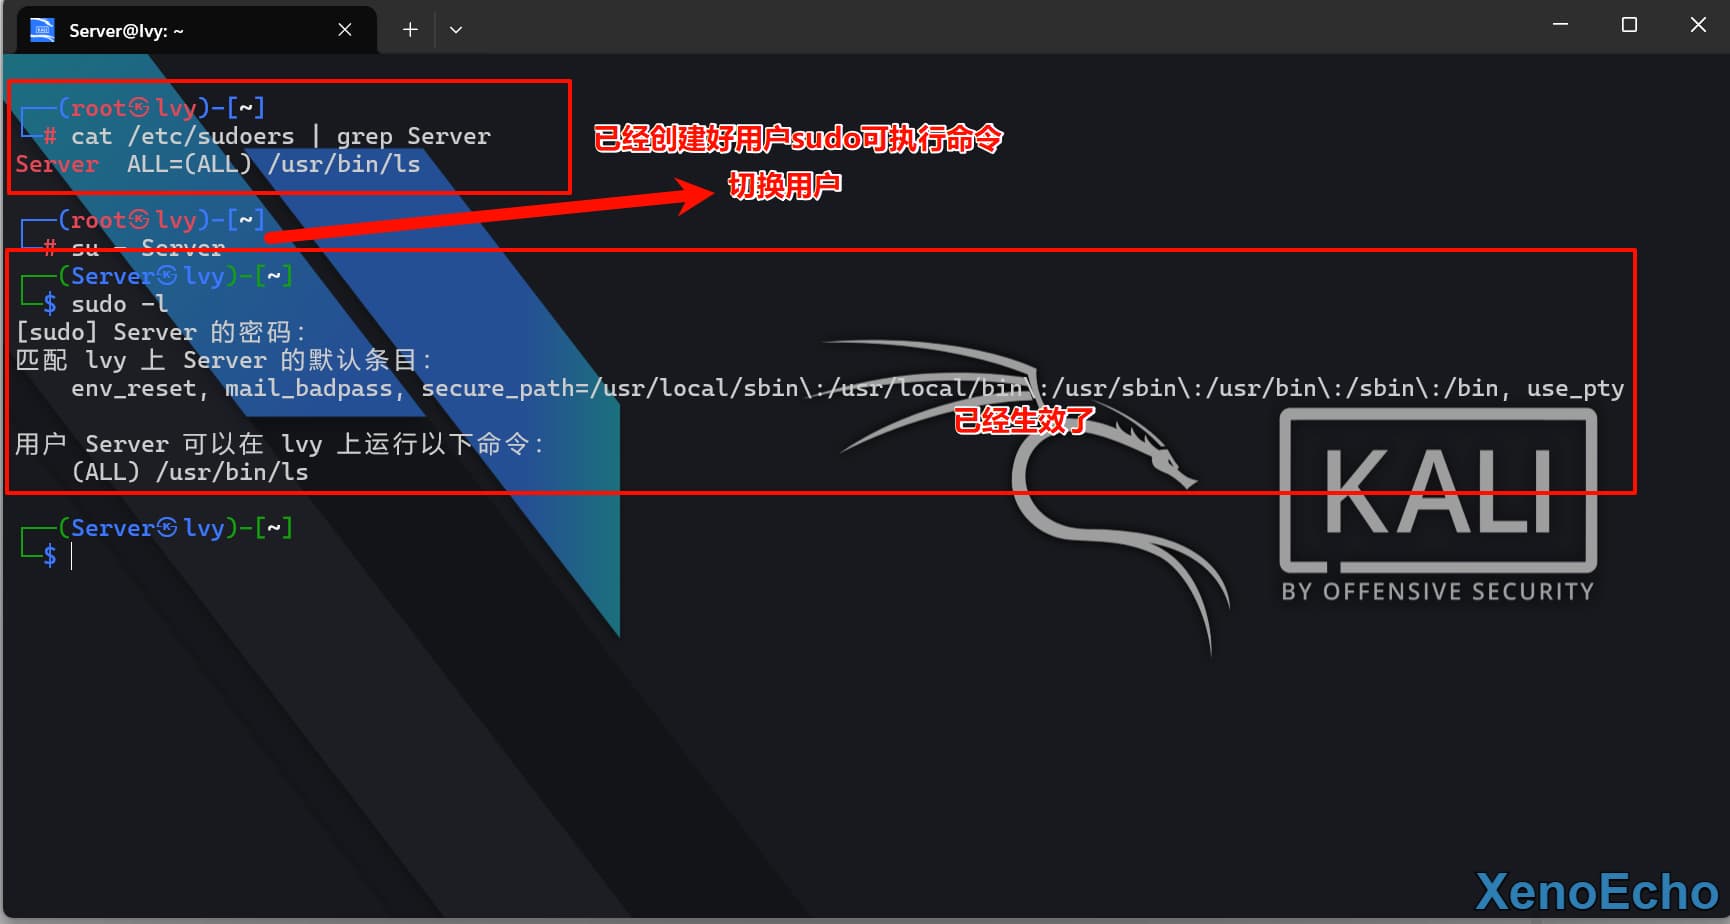 Server@lvy: ~
(root㉿lvy)-[~]
# cat /etc/sudoers | grep Server
Server  ALL=(ALL) /usr/bin/ls
已经创建好用户sudo可执行命令
切换用户
(root㉿lvy)-[~]
# su - Server
(Server㉿lvy)-[~]
$ sudo -l
[sudo] Server 的密码:
匹配 lvy 上 Server 的默认条目:
env_reset, mail_badpass, secure_path=/usr/local/sbin\:/usr/local/bin\:/usr/sbin\:/usr/bin\:/sbin\:/bin, use_pty
已经生效了
用户 Server 可以在 lvy 上运行以下命令:
(ALL) /usr/bin/ls
(Server㉿lvy)-[~]
$
KALI
BY OFFENSIVE SECURITY
XenoEcho